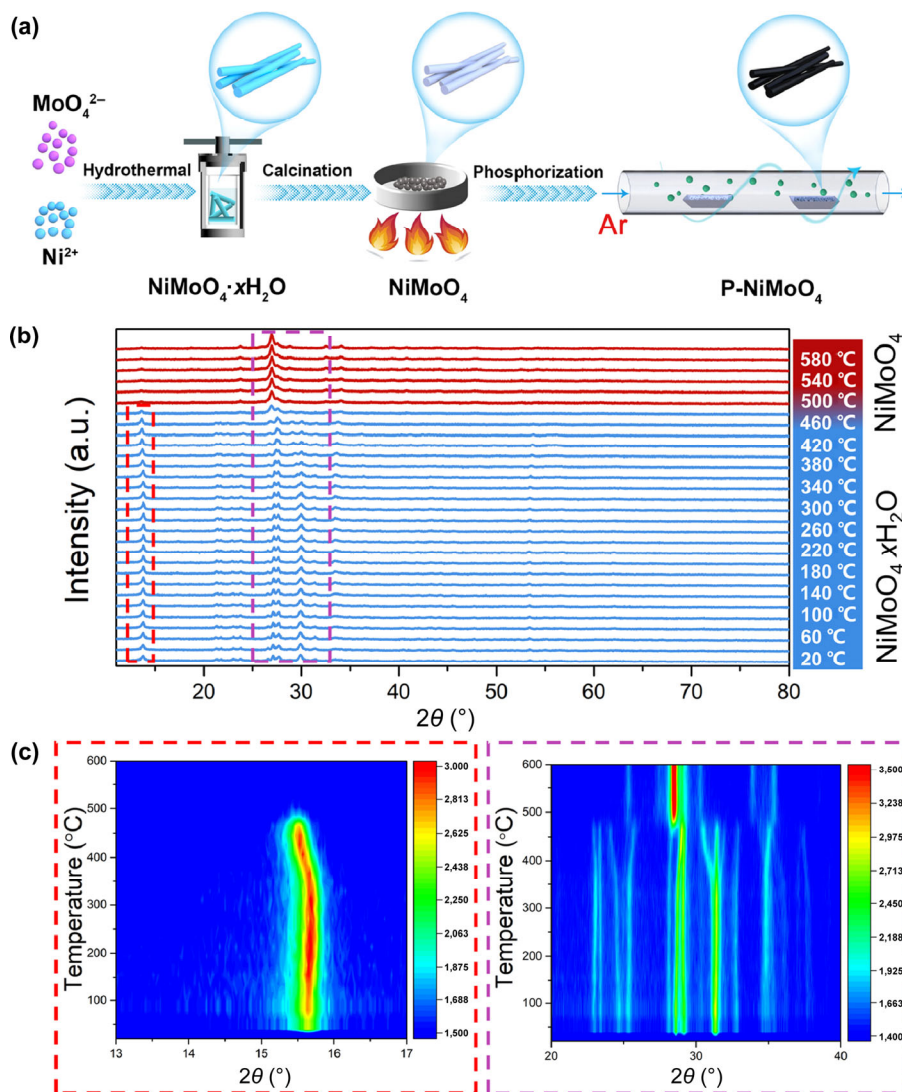 (a)
MoO₄²⁻
Ni²⁺
Hydrothermal
Calcination
Phosphorization
Ar
NiMoO₄·xH₂O
NiMoO₄
P-NiMoO₄
(b)
Intensity (a.u.)
580 ℃
540 ℃
500 ℃
460 ℃
420 ℃
380 ℃
340 ℃
300 ℃
260 ℃
220 ℃
180 ℃
140 ℃
100 ℃
60 ℃
20 ℃
NiMoO₄
NiMoO₄ xH₂O
20 30 40 50 60 70 80
2θ (°)
(c)
Temperature (°C)
600
500
400
300
200
100
13 14 15 16 17
2θ (°)
3,000
2,813
2,625
2,438
2,250
2,063
1,875
1,688
1,500
Temperature (°C)
600
500
400
300
200
100
20 30 40
2θ (°)
3,500
3,238
2,975
2,713
2,450
2,188
1,925
1,663
1,400